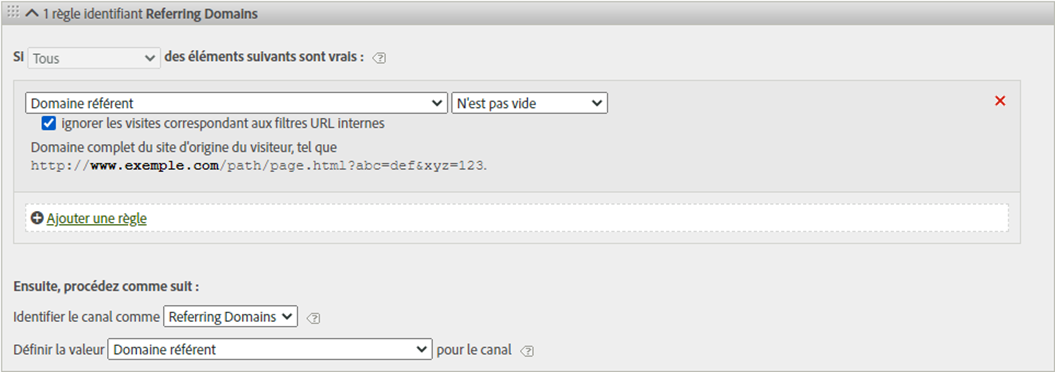 1 règle identifiant Referring Domains
Si Tous des éléments suivants sont vrais :
Domaine référent N'est pas vide
ignorer les visites correspondant aux filtres URL internes
Domaine complet du site d'origine du visiteur, tel que
http://www.exemple.com/path/page.html?abc=def&xyz=123.
Ajouter une règle
Ensuite, procédez comme suit :
Identifier le canal comme Referring Domains
Définir la valeur Domaine référent pour le canal